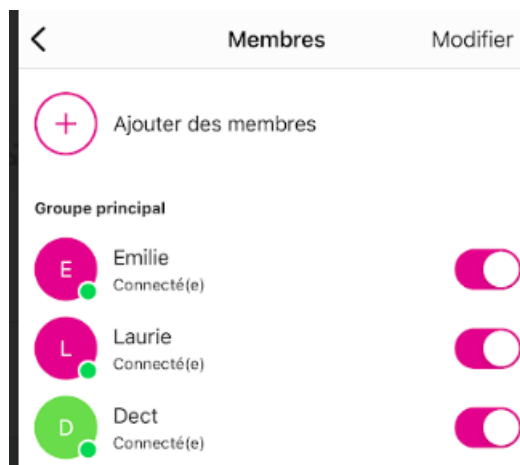 Membres Modifier
Ajouter des membres
Groupe principal
E Emilie
Connecté(e)
L Laurie
Connecté(e)
D Dect
Connecté(e)